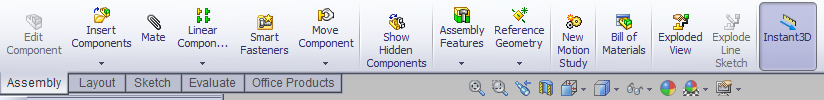 Edit Component
Insert Components
Mate
Linear Compon...
Smart Fasteners
Move Component
Show Hidden Components
Assembly Features
Reference Geometry
New Motion Study
Bill of Materials
Exploded View
Explode Line Sketch
Instant3D
Assembly
Layout
Sketch
Evaluate
Office Products